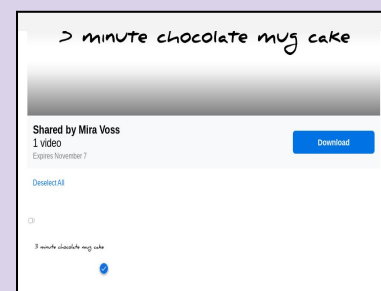 3 minute chocolate mug cake
Shared by Mira Voss
1 video
Expires November 7
Download
Deselect All
3 minute chocolate mug cake